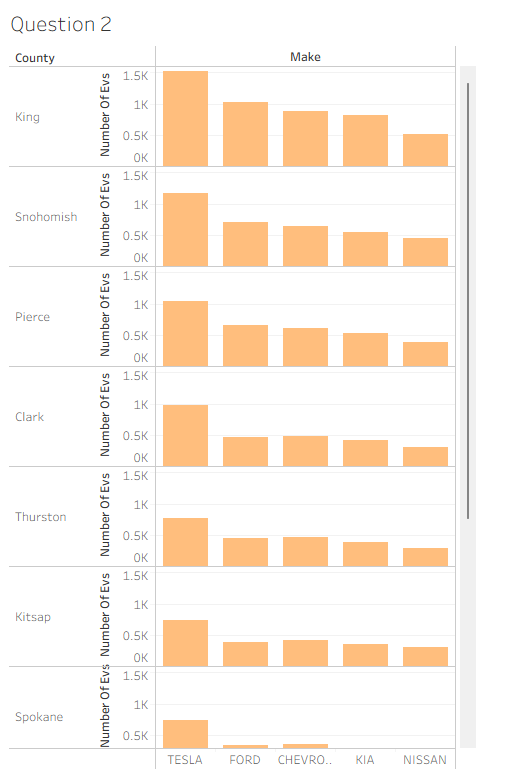 Question 2
County
Make
King
Number Of Evs
1.5K
1K
0.5K
0K
Snohomish
Number Of Evs
1.5K
1K
0.5K
0K
Pierce
Number Of Evs
1.5K
1K
0.5K
0K
Clark
Number Of Evs
1.5K
1K
0.5K
0K
Thurston
Number Of Evs
1.5K
1K
0.5K
0K
Kitsap
Number Of Evs
1.5K
1K
0.5K
0K
Spokane
Number Of Evs
1.5K
1K
0.5K
TESLA FORD CHEVRO.. KIA NISSAN